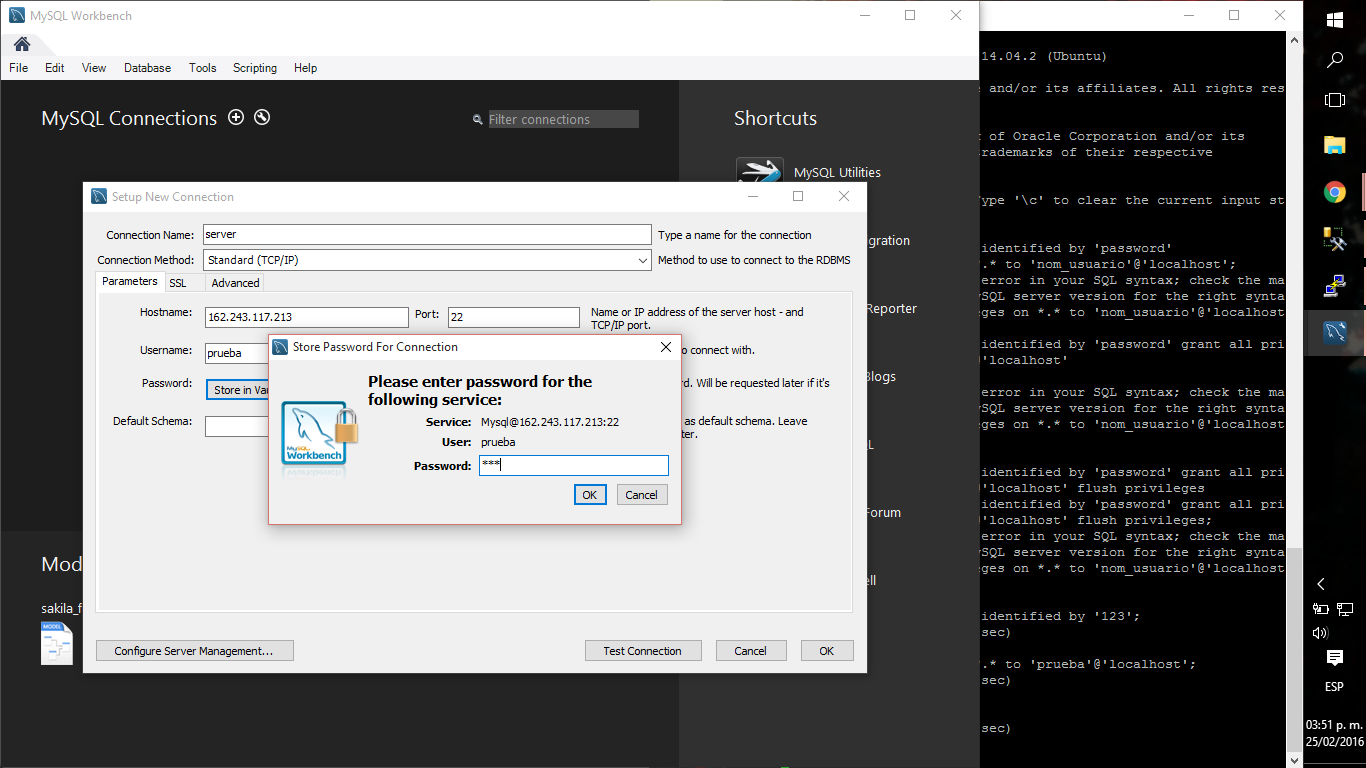 MySQL Workbench
File Edit View Database Tools Scripting Help
MySQL Connections
Filter connections
Shortcuts
MySQL Utilities
gration
Reporter
Blogs
Forum
ell
Mod
sakila_f
MODEL
Setup New Connection
Connection Name: server Type a name for the connection
Connection Method: Standard (TCP/IP) Method to use to connect to the RDBMS
Parameters SSL Advanced
Hostname: 162.243.117.213 Port: 22 Name or IP address of the server host - and
TCP/IP port.
Username: prueba o connect with.
Password: Store in Vau rd. Will be requested later if it's
Default Schema: as default schema. Leave
ter.
Configure Server Management... Test Connection Cancel OK
Store Password For Connection
Please enter password for the
following service:
Service: Mysql@162.243.117.213:22
User: prueba
Password: ***
OK Cancel
MySQL
Workbench
14.04.2 (Ubuntu)
and/or its affiliates. All rights res
r of Oracle Corporation and/or its
rademarks of their respective
ype '\c' to clear the current input st
identified by 'password'
.* to 'nom_usuario'@'localhost';
error in your SQL syntax; check the ma
ySQL server version for the right synta
ges on *.* to 'nom_usuario'@'localhost
identified by 'password' grant all pri
'localhost'
error in your SQL syntax; check the ma
ySQL server version for the right synta
ges on *.* to 'nom_usuario'@'localhost
identified by 'password' grant all pri
'localhost' flush privileges
identified by 'password' grant all pri
'localhost' flush privileges;
error in your SQL syntax; check the ma
ySQL server version for the right synta
ges on *.* to 'nom_usuario'@'localhost
identified by '123';
sec)
.* to 'prueba'@'localhost';
sec)
sec)
ESP
03:51 p. m.
25/02/2016